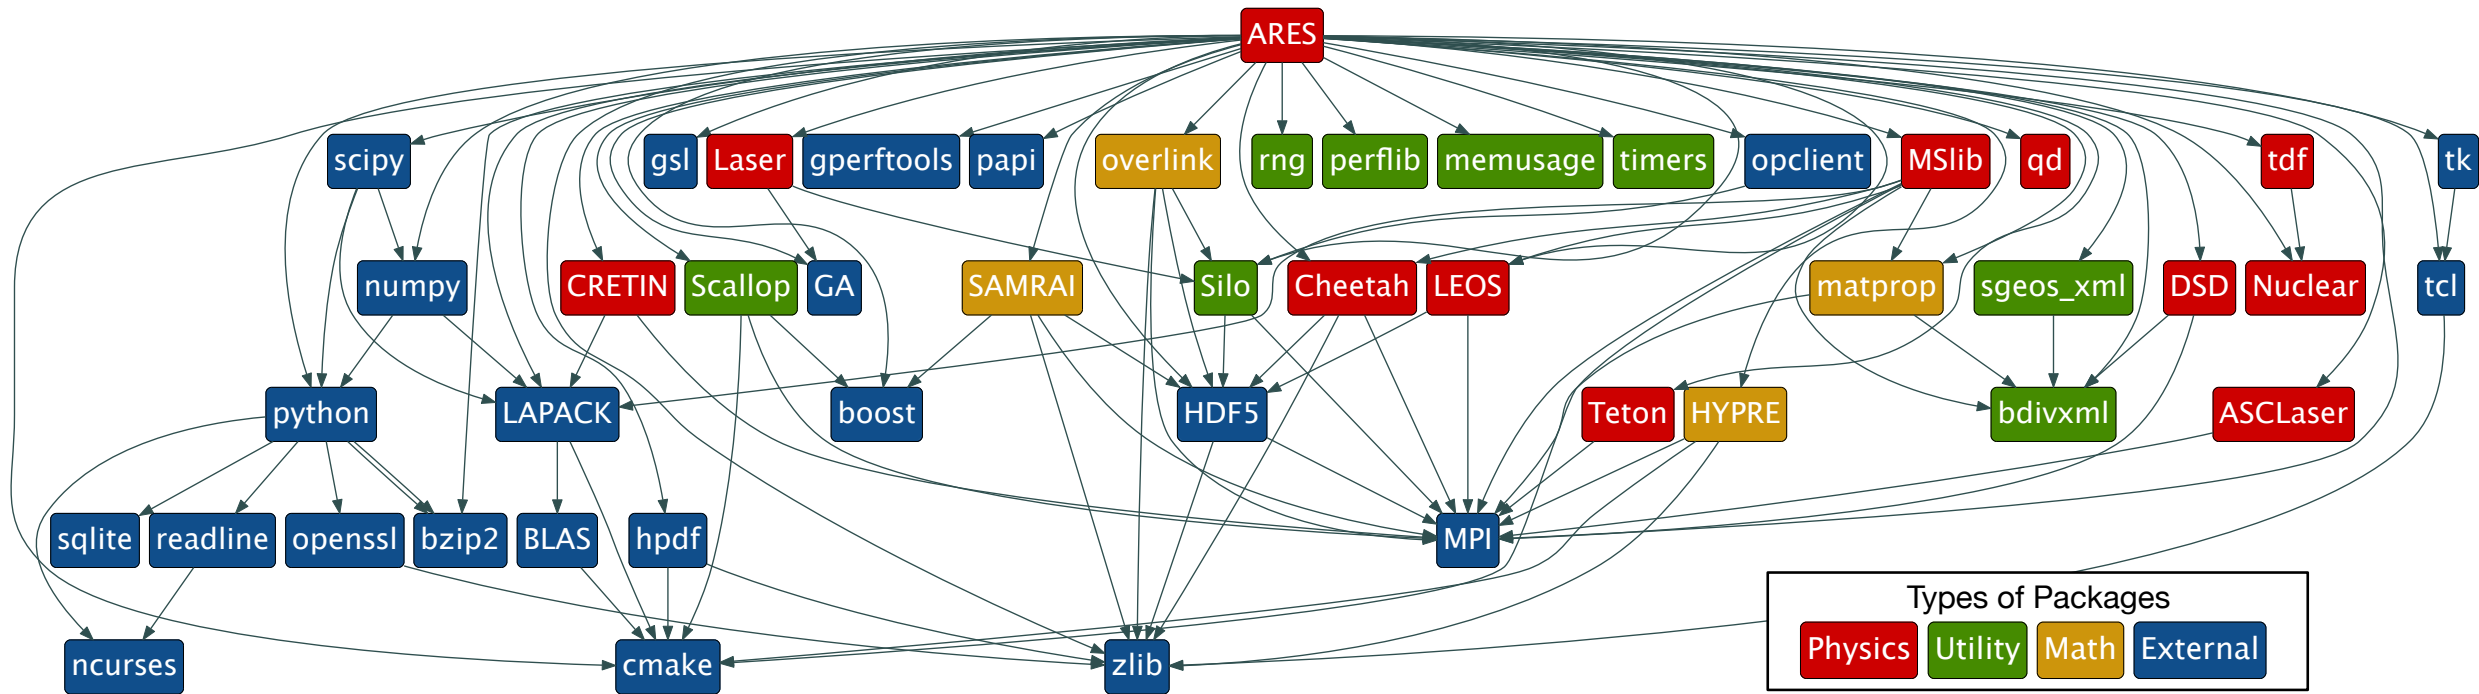 ARES
scipy
gsl
Laser
gperftools
papi
overlink
rng
perflib
memusage
timers
opclient
MSlib
qd
tdf
tk
numpy
CRETIN
Scallop
GA
SAMRAI
Silo
Cheetah
LEOS
matprop
sgeos_xml
DSD
Nuclear
tcl
python
LAPACK
boost
HDF5
Teton
HYPRE
bdivxml
ASCLaser
sqlite
readline
openssl
bzip2
BLAS
hpdf
MPI
ncurses
cmake
zlib
Types of Packages
Physics
Utility
Math
External